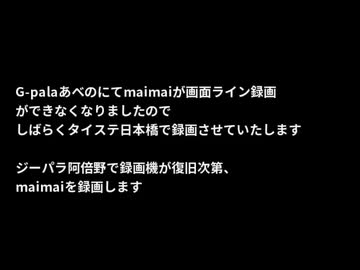 G-palaあべのにてmaimaiが画面ライン録画
ができなくなりましたので
しばらくタイステ日本橋で録画させていたします
ジーパラ阿倍野で録画機が復旧次第、
maimaiを録画します